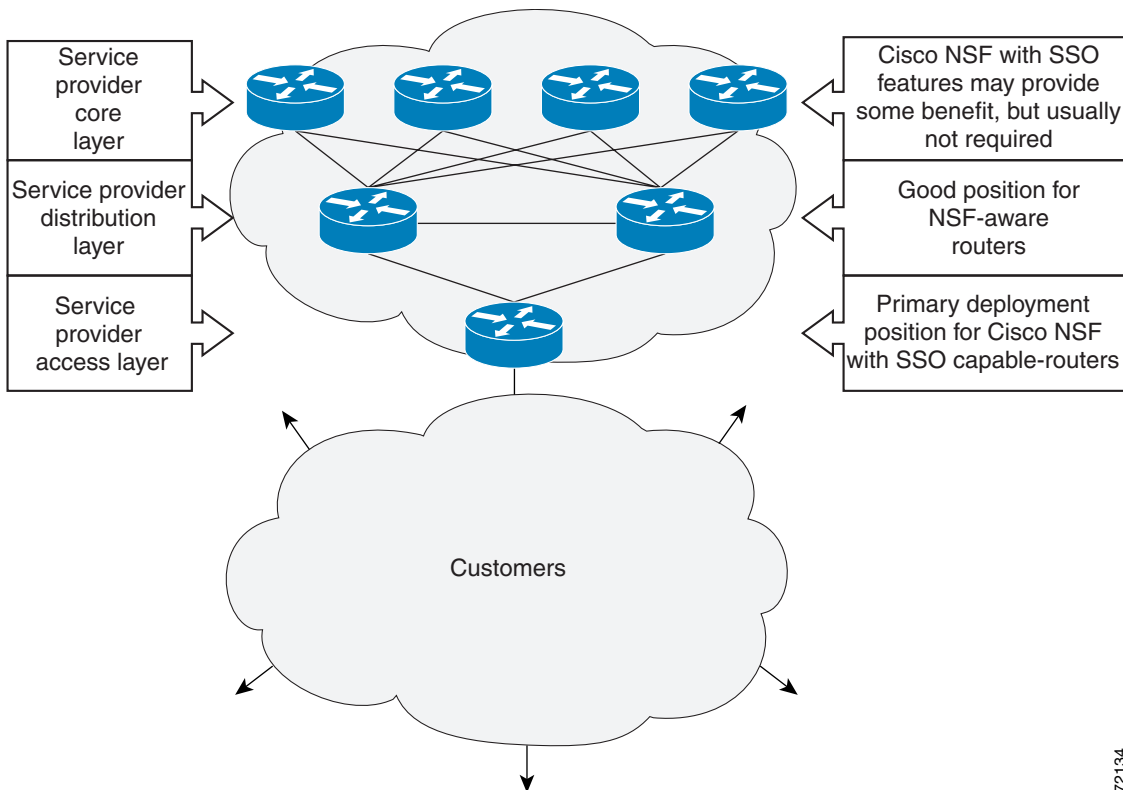 Service
provider
core
layer
Cisco NSF with SSO
features may provide
some benefit, but usually
not required
Service provider
distribution
layer
Good position for
NSF-aware
routers
Service
provider
access layer
Primary deployment
position for Cisco NSF
with SSO capable-routers
Customers
72134